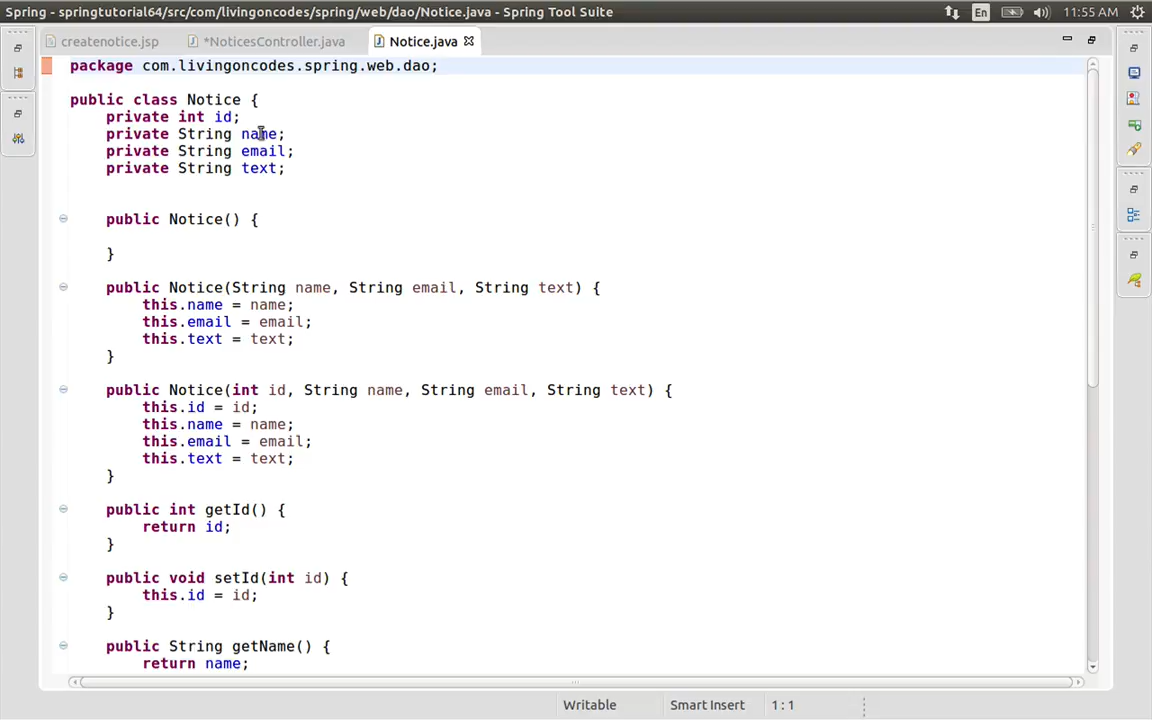 Spring - springtutorial64/src/com/livingoncodes/spring/web/dao/Notice.java - Spring Tool Suite
En
11:55 AM
createnotice.jsp
*NoticesController.java
Notice.java
package com.livingoncodes.spring.web.dao;
public class Notice {
private int id;
private String name;
private String email;
private String text;
public Notice() {
}
public Notice(String name, String email, String text) {
this.name = name;
this.email = email;
this.text = text;
}
public Notice(int id, String name, String email, String text) {
this.id = id;
this.name = name;
this.email = email;
this.text = text;
}
public int getId() {
return id;
}
public void setId(int id) {
this.id = id;
}
public String getName() {
return name;
Writable
Smart Insert
1 : 1